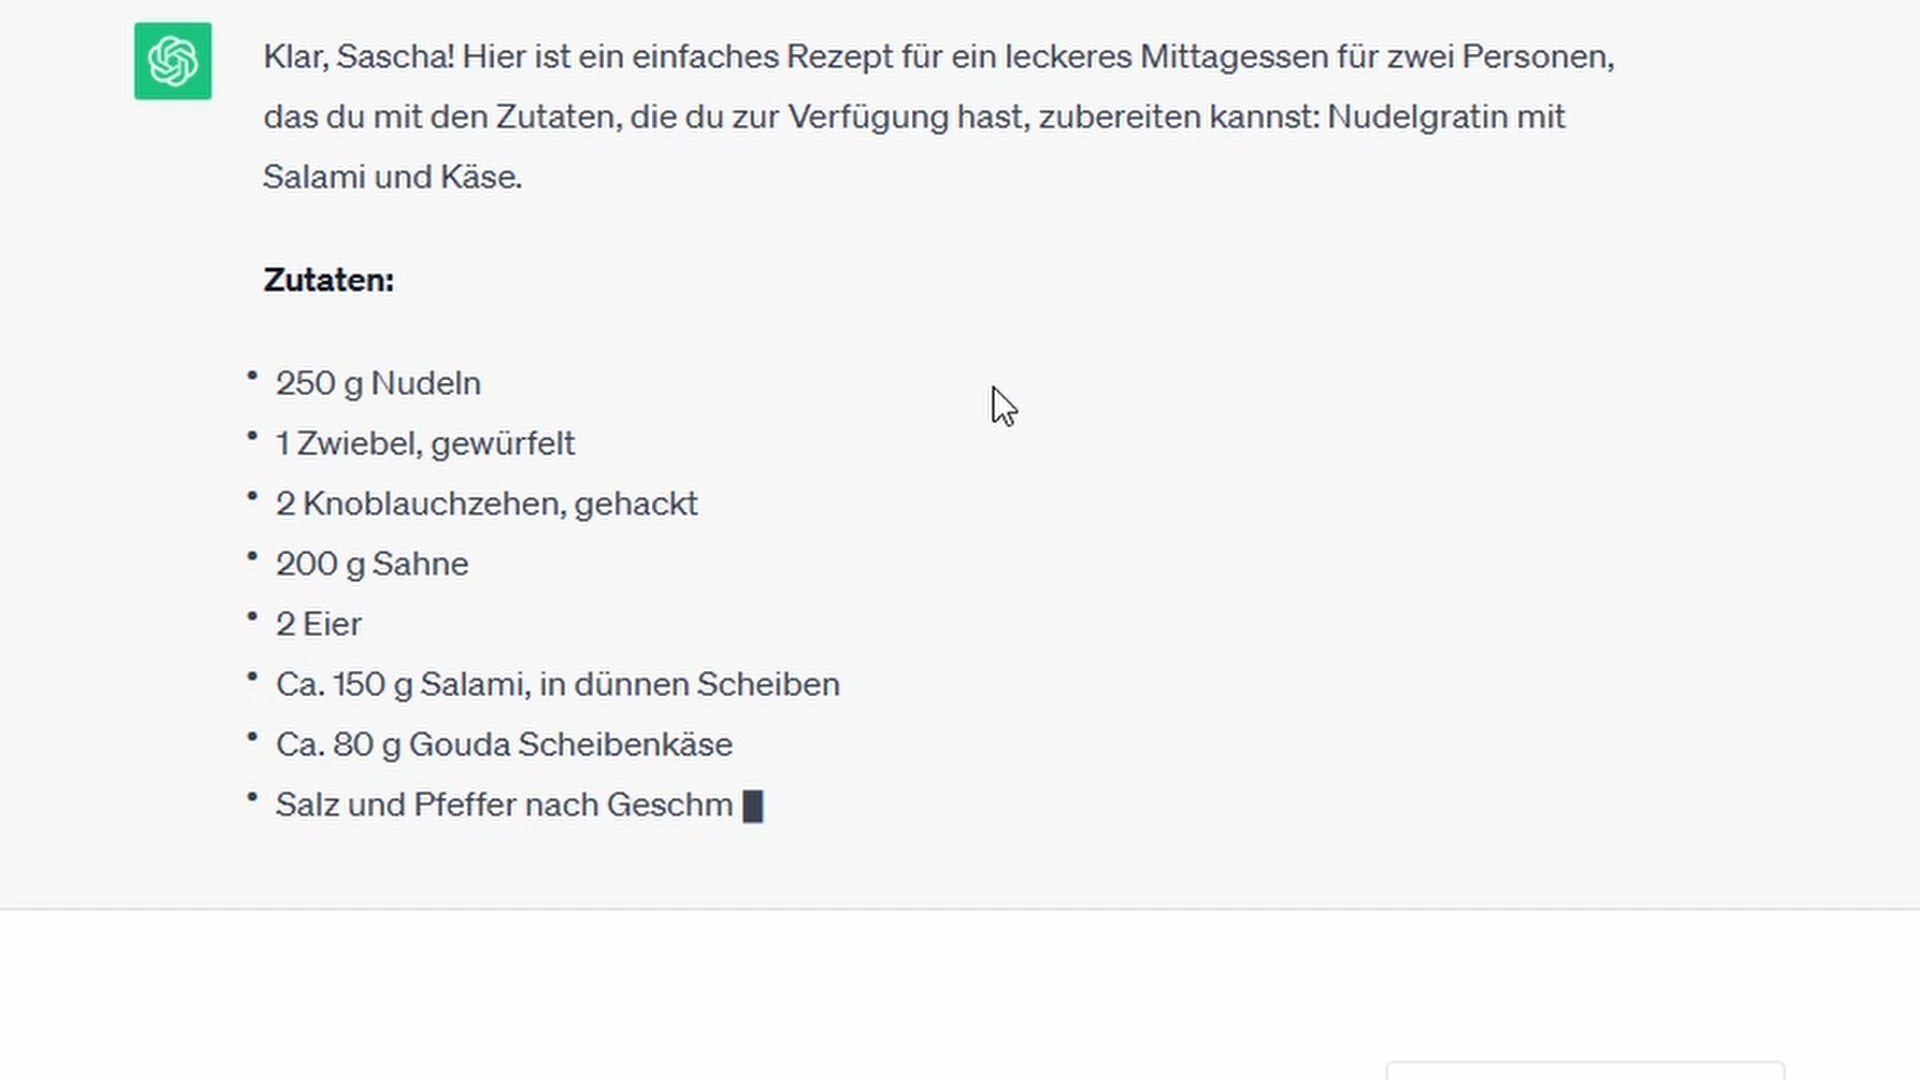 Klar, Sascha! Hier ist ein einfaches Rezept für ein leckeres Mittagessen für zwei Personen,
das du mit den Zutaten, die du zur Verfügung hast, zubereiten kannst: Nudelgratin mit
Salami und Käse.
Zutaten:
• 250 g Nudeln
• 1 Zwiebel, gewürfelt
• 2 Knoblauchzehen, gehackt
• 200 g Sahne
• 2 Eier
• Ca. 150 g Salami, in dünnen Scheiben
• Ca. 80 g Gouda Scheibenkäse
• Salz und Pfeffer nach Geschm